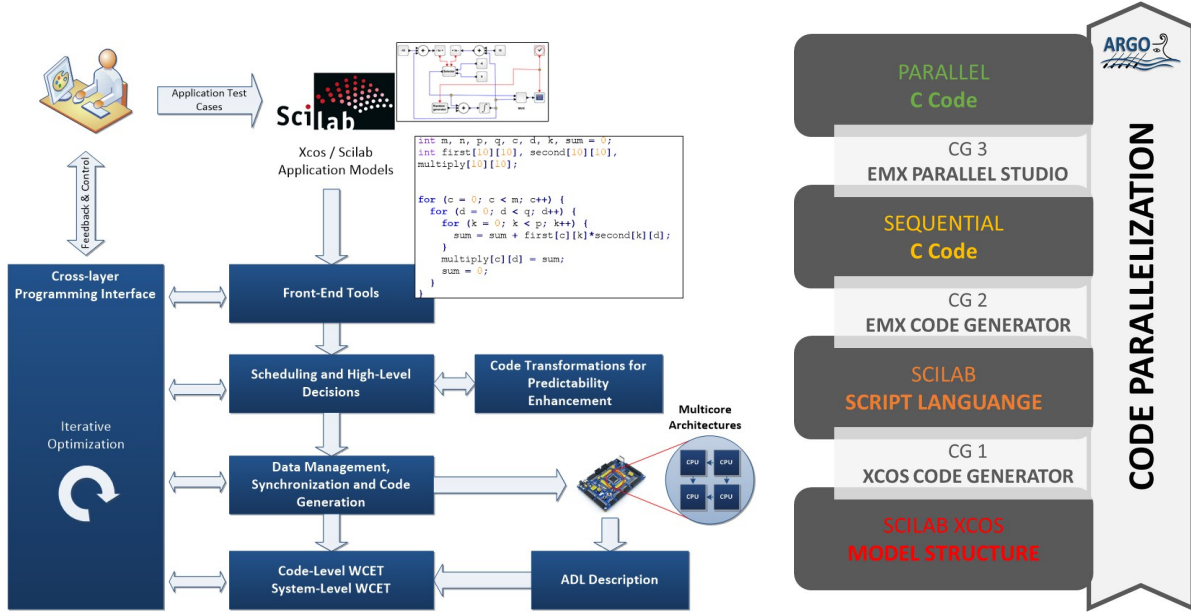 Application Test
Cases
Scilab
Xcos / Scilab
Application Models
int m, n, p, q, c, d, k, sum = 0;
int first[10][10], second[10][10],
multiply[10][10];
for (c = 0; c < m; c++) {
for (d = 0; d < q; d++) {
for (k = 0; k < p; k++) {
sum = sum + first[c][k]*second[k][d];
}
multiply[c][d] = sum;
sum = 0;
}
}
Feedback & Control
Cross-layer
Programming Interface
Iterative
Optimization
Front-End Tools
Scheduling and High-Level
Decisions
Code Transformations for
Predictability
Enhancement
Multicore
Architectures
CPU
CPU
CPU
CPU
Data Management,
Synchronization and Code
Generation
Code-Level WCET
System-Level WCET
ADL Description
ARGO
PARALLEL
C Code
CG 3
EMX PARALLEL STUDIO
SEQUENTIAL
C Code
CG 2
EMX CODE GENERATOR
SCILAB
SCRIPT LANGUANGE
CG 1
XCOS CODE GENERATOR
SCILAB XCOS
MODEL STRUCTURE
CODE PARALLELIZATION